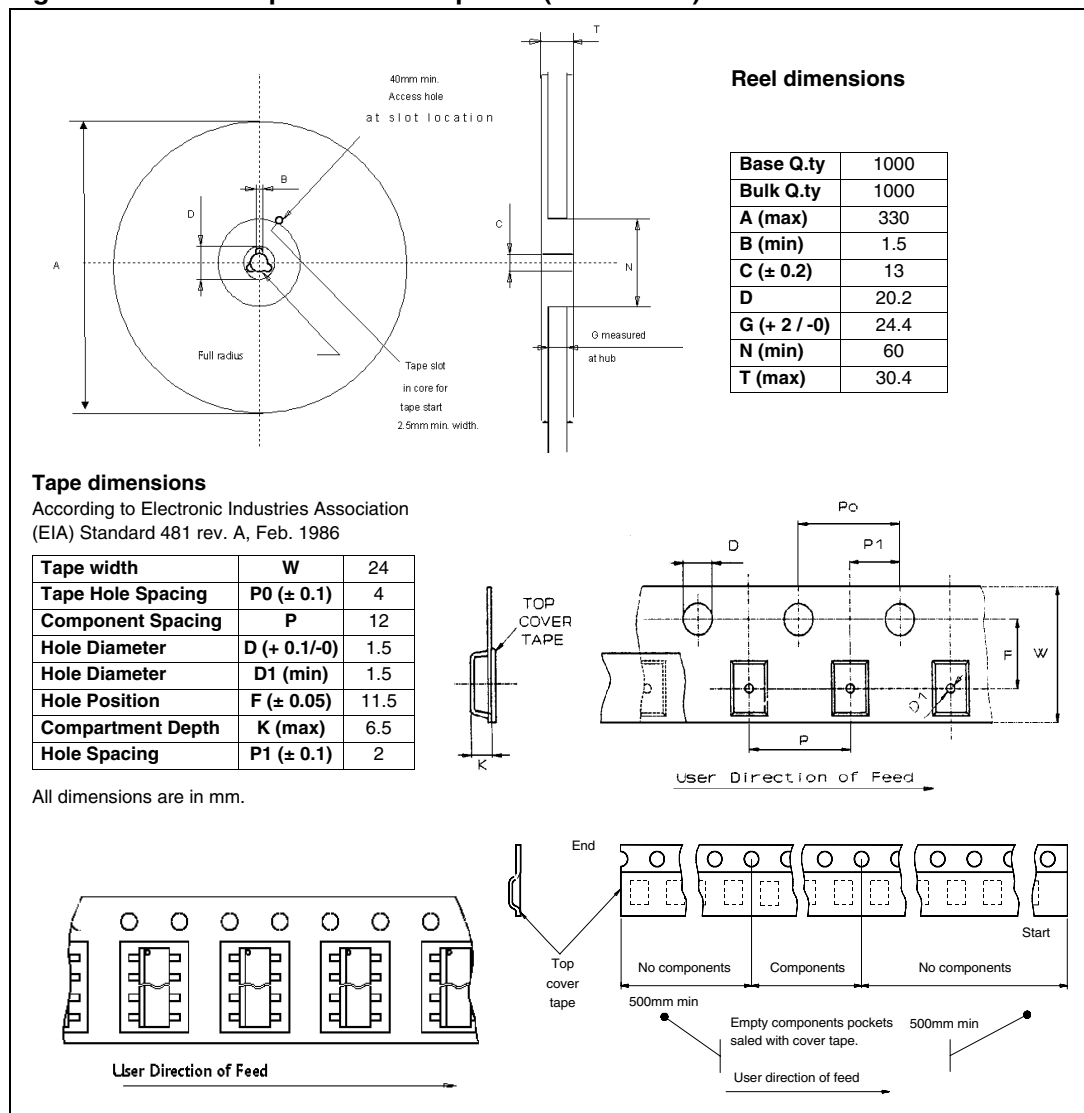 T
40mm min.
Access hole
at slot location
Reel dimensions
Base Q.ty 1000
Bulk Q.ty 1000
A (max) 330
B (min) 1.5
C (± 0.2) 13
D 20.2
G (+ 2 / -0) 24.4
N (min) 60
T (max) 30.4
B
D
C
A
N
G measured
at hub
Full radius
Tape slot
in core for
tape start
2.5mm min. width.
Tape dimensions
According to Electronic Industries Association
(EIA) Standard 481 rev. A, Feb. 1986
Tape width W 24
Tape Hole Spacing P0 (± 0.1) 4
Component Spacing P 12
Hole Diameter D (+ 0.1/-0) 1.5
Hole Diameter D1 (min) 1.5
Hole Position F (± 0.05) 11.5
Compartment Depth K (max) 6.5
Hole Spacing P1 (± 0.1) 2
All dimensions are in mm.
TOP
COVER
TAPE
K
Po
D
P1
F
W
D1
P
User Direction of Feed
User Direction of Feed
End
Start
Top
cover
tape
No components
Components
No components
500mm min
Empty components pockets
saled with cover tape.
500mm min
User direction of feed